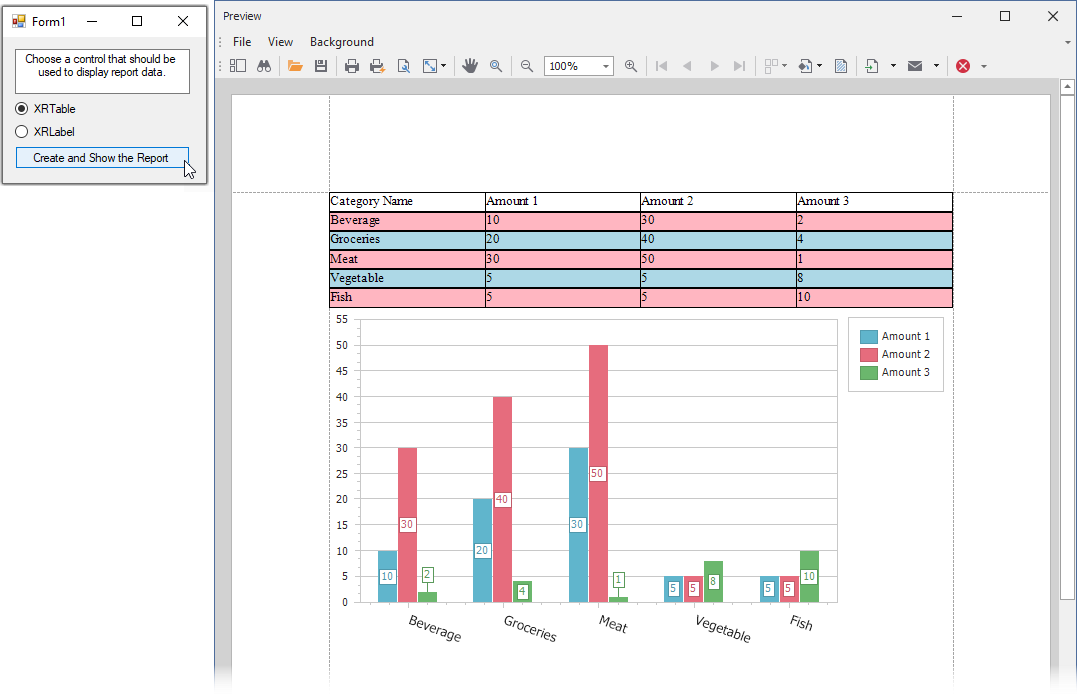 Form1
Choose a control that should be
used to display report data.
XRTable
XRLabel
Create and Show the Report
Preview
File View Background
100%
Category Name Amount 1 Amount 2 Amount 3
Beverage 10 30 2
Groceries 20 40 4
Meat 30 50 1
Vegetable 5 5 8
Fish 5 5 10
55
50
45
40
35
30
25
20
15
10
5
0
10 30 2
20 40 4
30 50 1
5 5 8
5 5 10
Beverage Groceries Meat Vegetable Fish
Amount 1
Amount 2
Amount 3